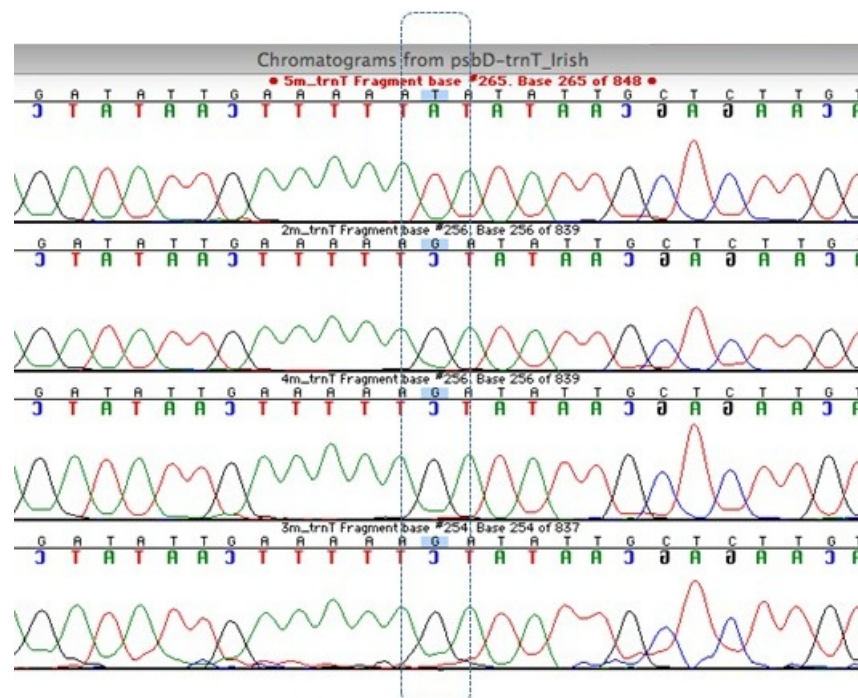 Chromatograms from psbD-trnT_Irish
● 5m_trnT Fragment base #265. Base 265 of 848 ●
G A T A T T G A A A A A T A T A T T G C T C T T G T
C T A T A A C T T T T T A T A T A A C G A G A A C A
2m_trnT Fragment base #256. Base 256 of 839
G A T A T T G A A A A A G A T A T T G C T C T T G T
C T A T A A C T T T T T C T A T A A C G A G A A C A
4m_trnT Fragment base #256. Base 256 of 839
G A T A T T G A A A A A G A T A T T G C T C T T G T
C T A T A A C T T T T T C T A T A A C G A G A A C A
3m_trnT Fragment base #254. Base 254 of 837
G A T A T T G A A A A A G A T A T T G C T C T T G T
C T A T A A C T T T T T C T A T A A C G A G A A C A